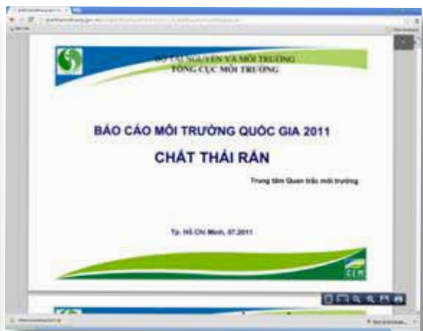 BỘ TÀI NGUYÊN VÀ MÔI TRƯỜNG
TỔNG CỤC MÔI TRƯỜNG
BÁO CÁO MÔI TRƯỜNG QUỐC GIA 2011
CHẤT THẢI RẮN
Trung tâm Quan trắc môi trường
Tp. Hồ Chí Minh, 07.2011
CEM